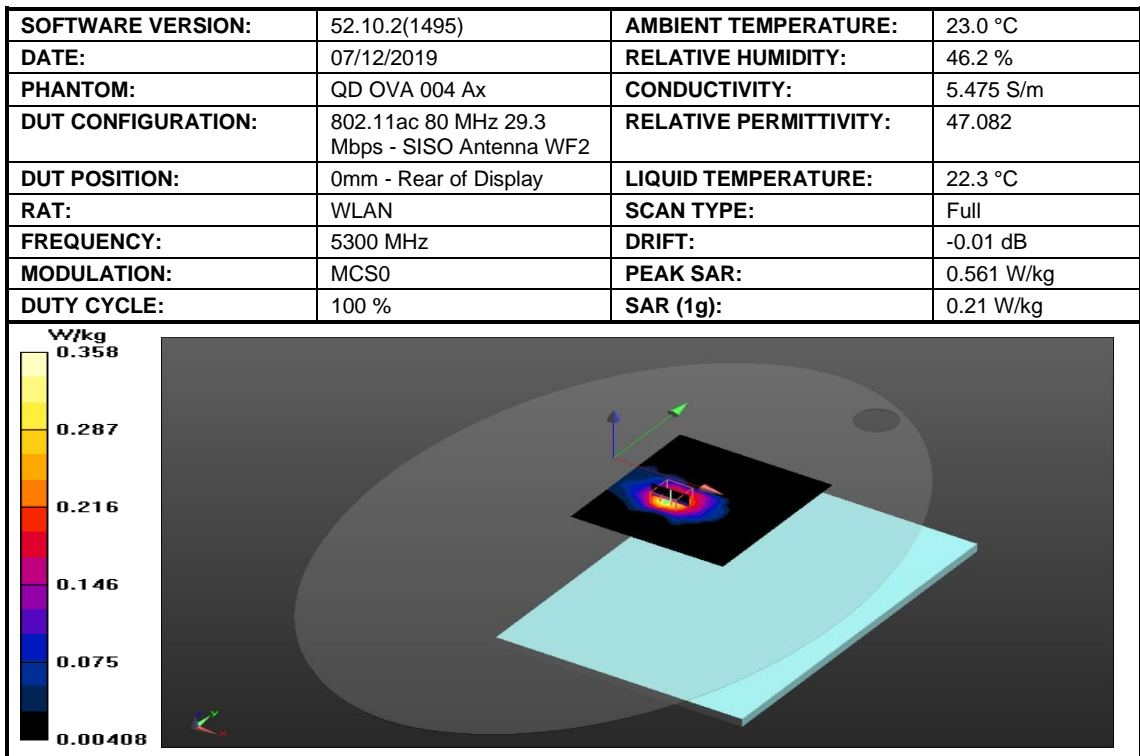 SOFTWARE VERSION: 52.10.2(1495) AMBIENT TEMPERATURE: 23.0 °C
DATE: 07/12/2019 RELATIVE HUMIDITY: 46.2 %
PHANTOM: QD OVA 004 Ax CONDUCTIVITY: 5.475 S/m
DUT CONFIGURATION: 802.11ac 80 MHz 29.3 RELATIVE PERMITTIVITY: 47.082
Mbps - SISO Antenna WF2
DUT POSITION: 0mm - Rear of Display LIQUID TEMPERATURE: 22.3 °C
RAT: WLAN SCAN TYPE: Full
FREQUENCY: 5300 MHz DRIFT: -0.01 dB
MODULATION: MCS0 PEAK SAR: 0.561 W/kg
DUTY CYCLE: 100 % SAR (1g): 0.21 W/kg
W/kg
0.358
0.287
0.216
0.146
0.075
0.00408
Y
X